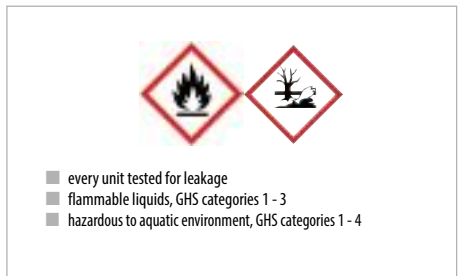 every unit tested for leakage
flammable liquids, GHS categories 1 - 3
hazardous to aquatic environment, GHS categories 1 - 4